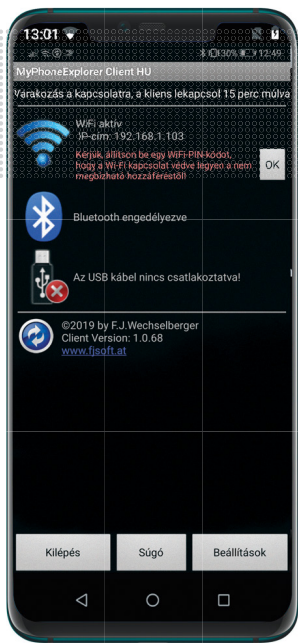 13:01
30% 12:49
MyPhoneExplorer Client HU
Várakozás a kapcsolatra, a kliens lekapcsol 15 perc múlva
WiFi aktív
IP-cím: 192.168.1.103
Kérjük, állítson be egy WiFi-PIN-kódot,
hogy a Wi-Fi kapcsolat védve legyen a nem
megbízható hozzáféréstől!
OK
Bluetooth engedélyezve
Az USB kábel nincs csatlakoztatva!
©2019 by F.J.Wechselberger
Client Version: 1.0.68
www.fjsoft.at
Kilépés
Súgó
Beállítások